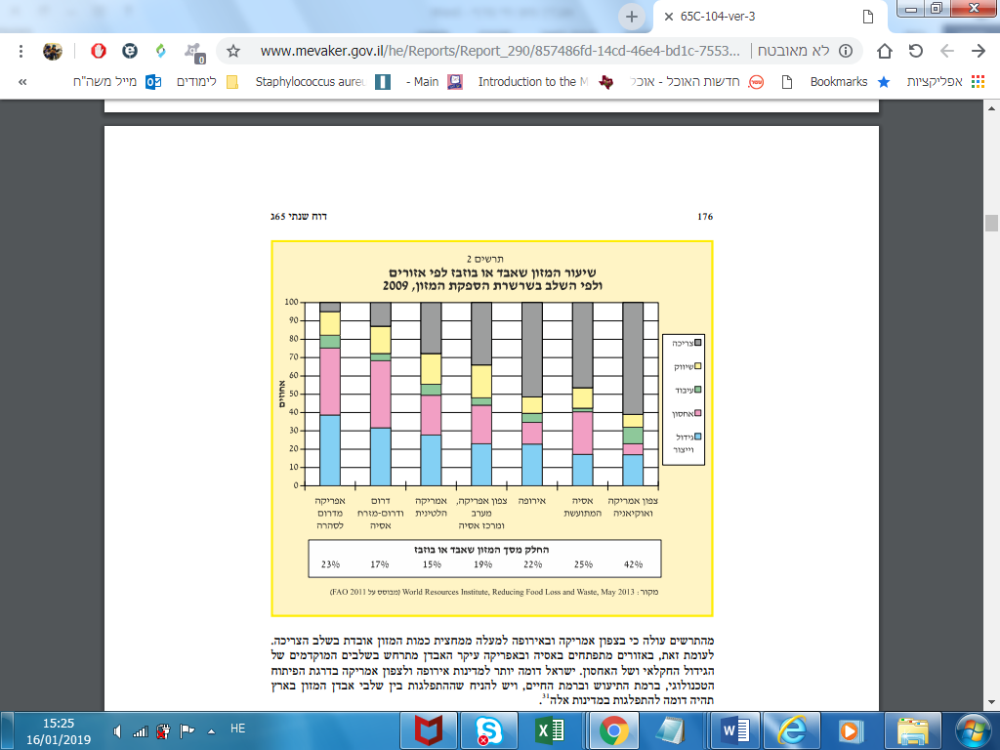 65C-104-ver-3
www.mevaker.gov.il/he/Reports/Report_290/857486fd-14cd-46e4-bd1c-7553...
לא מאובטח
0
אפליקציות
Bookmarks
חדשות האוכל - אוכל
Introduction to the M
Main -
Staphylococcus aureu
לימודים
מייל משה"ח
«
דוח שנתי 65ג
176
תרשים 2
שיעור המזון שאבד או בוזבז לפי אזורים
ולפי השלב בשרשרת הספקת המזון, 2009
100
90
80
70
60
50
40
30
20
10
0
אחוזים
צריכה
שיווק
עיבוד
אחסון
גידול
וייצור
אפריקה
מדרום
לסהרה
דרום
ודרום-מזרח
אסיה
אמריקה
הלטינית
צפון אפריקה,
מערב
ומרכז אסיה
אירופה
אסיה
המתועשת
צפון אמריקה
ואוקיאניה
החלק מסך המזון שאבד או בוזבז
23% 17% 15% 19% 22% 25% 42%
מקור: World Resources Institute, Reducing Food Loss and Waste, May 2013 (מבוסס על FAO 2011)
מהתרשים עולה כי בצפון אמריקה ובאירופה למעלה ממחצית כמות המזון אובדת בשלב הצריכה.
לעומת זאת, באזורים מתפתחים באסיה ובאפריקה עיקר האבדן מתרחש בשלבים המוקדמים של
הגידול החקלאי ושל האחסון. ישראל דומה יותר למדינות אירופה ולצפון אמריקה בדרגת הפיתוח
הטכנולוגי, ברמת התיעוש וברמת החיים, ויש להניח שההתפלגות בין שלבי אבדן המזון בארץ
תהיה דומה להתפלגות במדינות אלה31.
HE
15:25
16/01/2019